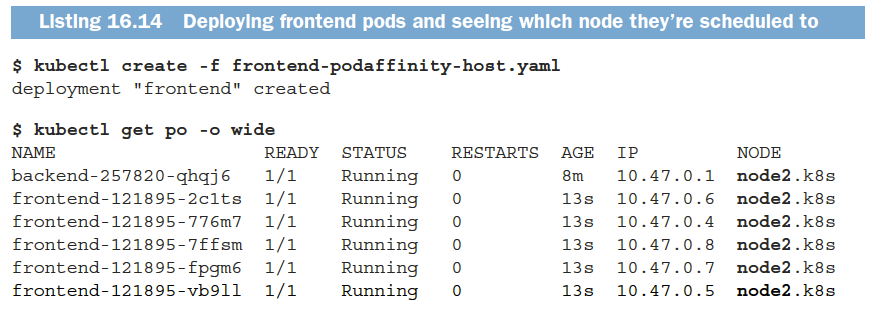 Listing 16.14 Deploying frontend pods and seeing which node they're scheduled to
$ kubectl create -f frontend-podaffinity-host.yaml
deployment "frontend" created
$ kubectl get po -o wide
NAME READY STATUS RESTARTS AGE IP NODE
backend-257820-qhqj6 1/1 Running 0 8m 10.47.0.1 node2.k8s
frontend-121895-2c1ts 1/1 Running 0 13s 10.47.0.6 node2.k8s
frontend-121895-776m7 1/1 Running 0 13s 10.47.0.4 node2.k8s
frontend-121895-7ffsm 1/1 Running 0 13s 10.47.0.8 node2.k8s
frontend-121895-fpgm6 1/1 Running 0 13s 10.47.0.7 node2.k8s
frontend-121895-vb9ll 1/1 Running 0 13s 10.47.0.5 node2.k8s